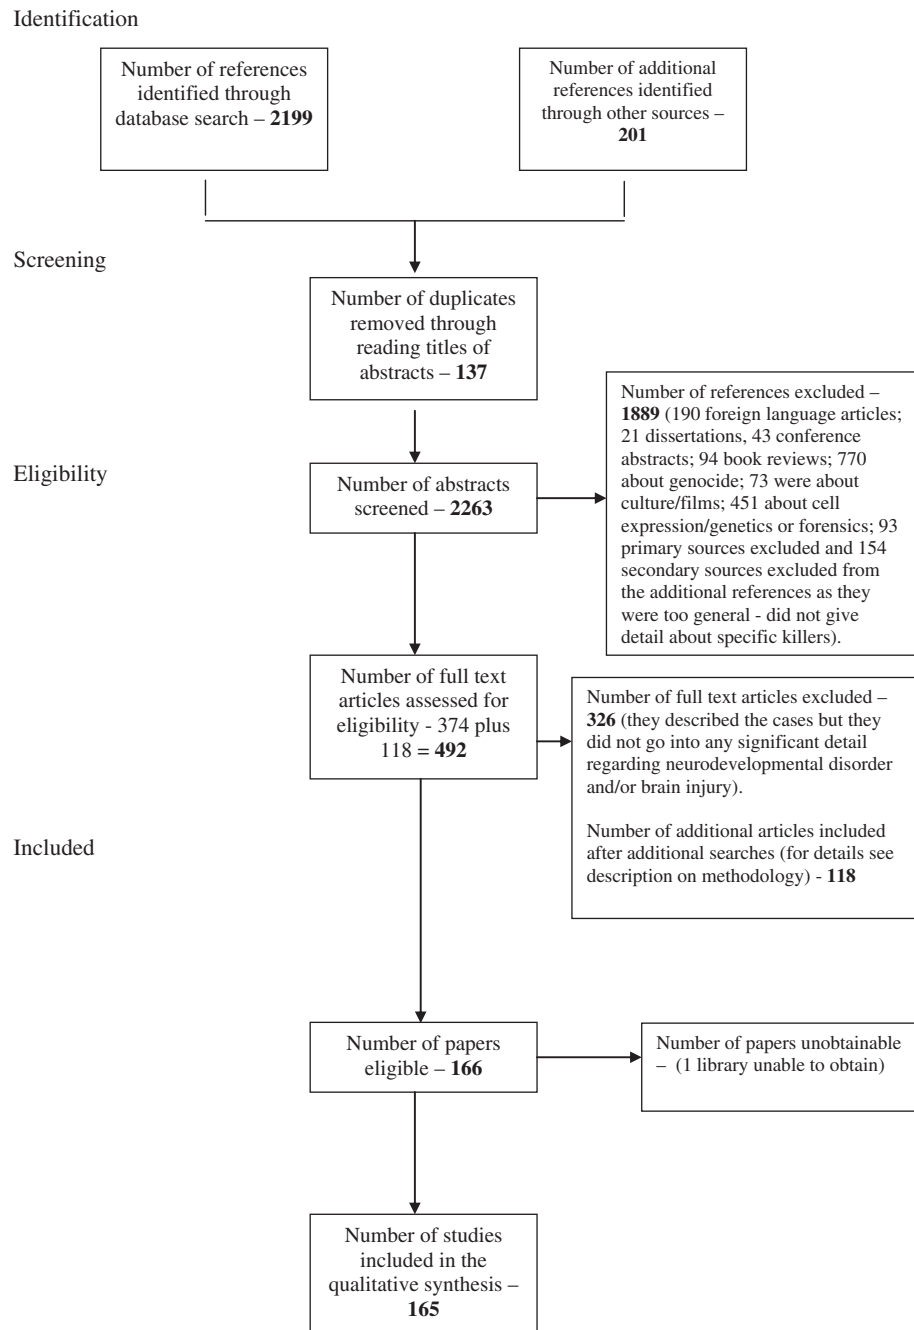 Identification
Number of references
identified through
database search – 2199
Number of additional
references identified
through other sources –
201
Screening
Number of duplicates
removed through
reading titles of
abstracts – 137
Number of references excluded –
1889 (190 foreign language articles;
21 dissertations, 43 conference
abstracts; 94 book reviews; 770
about genocide; 73 were about
culture/films; 451 about cell
expression/genetics or forensics; 93
primary sources excluded and 154
secondary sources excluded from
the additional references as they
were too general - did not give
detail about specific killers).
Eligibility
Number of abstracts
screened – 2263
Number of full text
articles assessed for
eligibility - 374 plus
118 = 492
Number of full text articles excluded –
326 (they described the cases but they
did not go into any significant detail
regarding neurodevelopmental disorder
and/or brain injury).
Number of additional articles included
after additional searches (for details see
description on methodology) - 118
Included
Number of papers
eligible – 166
Number of papers unobtainable
– (1 library unable to obtain)
Number of studies
included in the
qualitative synthesis –
165